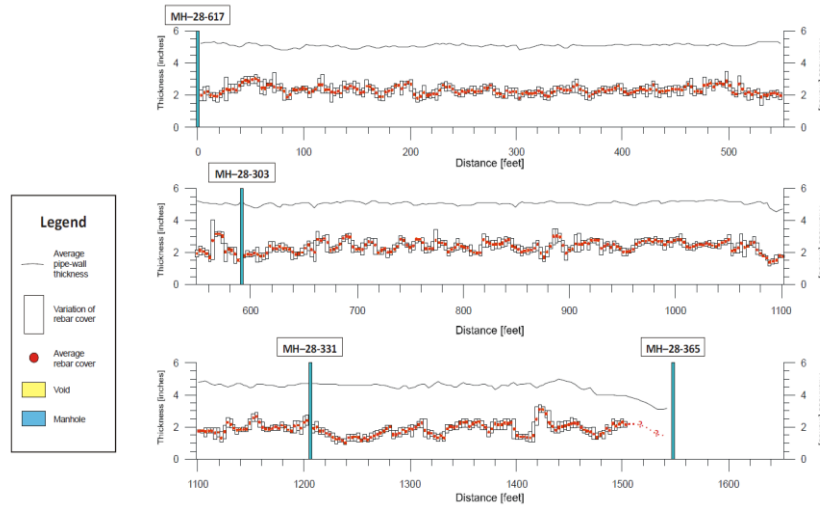 MH–28-617
6
4
2
0
Thickness [inches]
6
4
2
0
0
100
200
300
400
500
Distance [feet]
MH–28-303
6
4
2
0
Thickness [inches]
6
4
2
0
600
700
800
900
1000
1100
Distance [feet]
Legend
Average
pipe-wall
thickness
Variation of
rebar cover
Average
rebar cover
Void
Manhole
MH–28-331
MH–28-365
6
4
2
0
Thickness [inches]
6
4
2
0
? ?
1100
1200
1300
1400
1500
1600
Distance [feet]